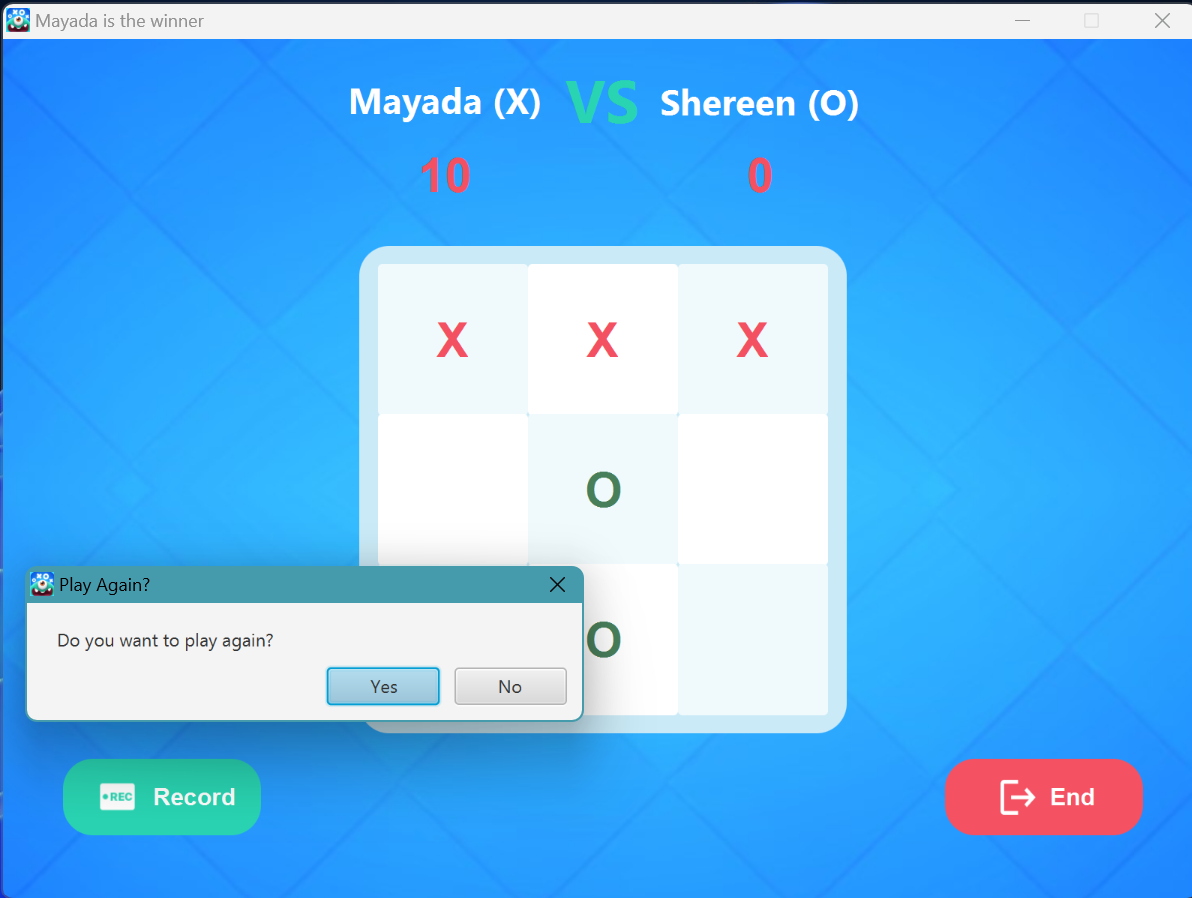 Mayada is the winner
Mayada (X) VS Shereen (O)
10 0
X X X
O
Play Again?
Do you want to play again?
O
Yes No
REC Record
End